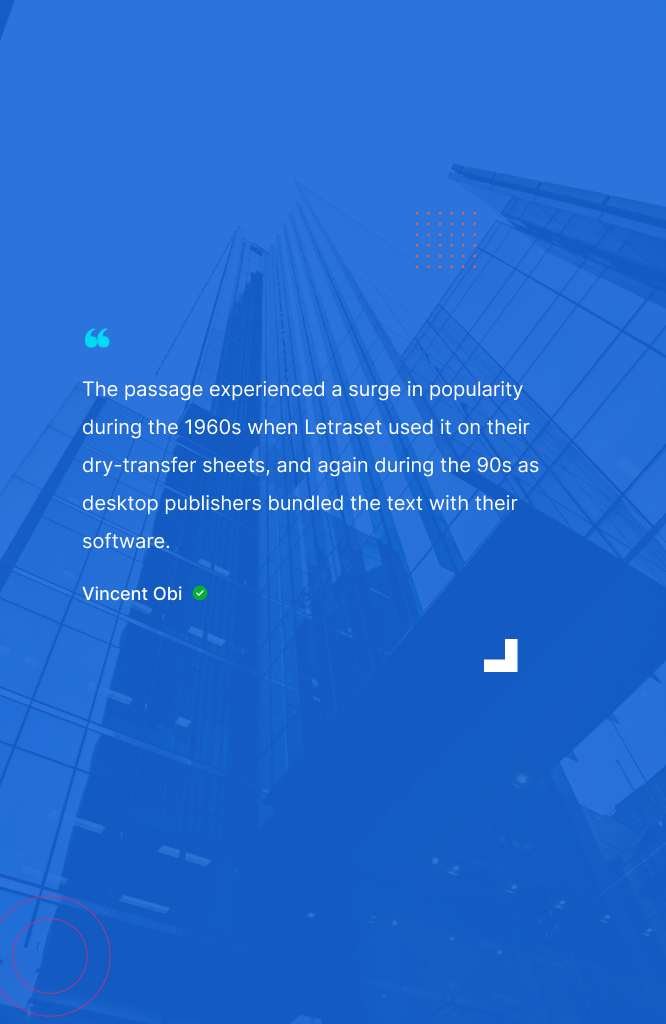 “
The passage experienced a surge in popularity
during the 1960s when Letraset used it on their
dry-transfer sheets, and again during the 90s as
desktop publishers bundled the text with their
software.
Vincent Obi